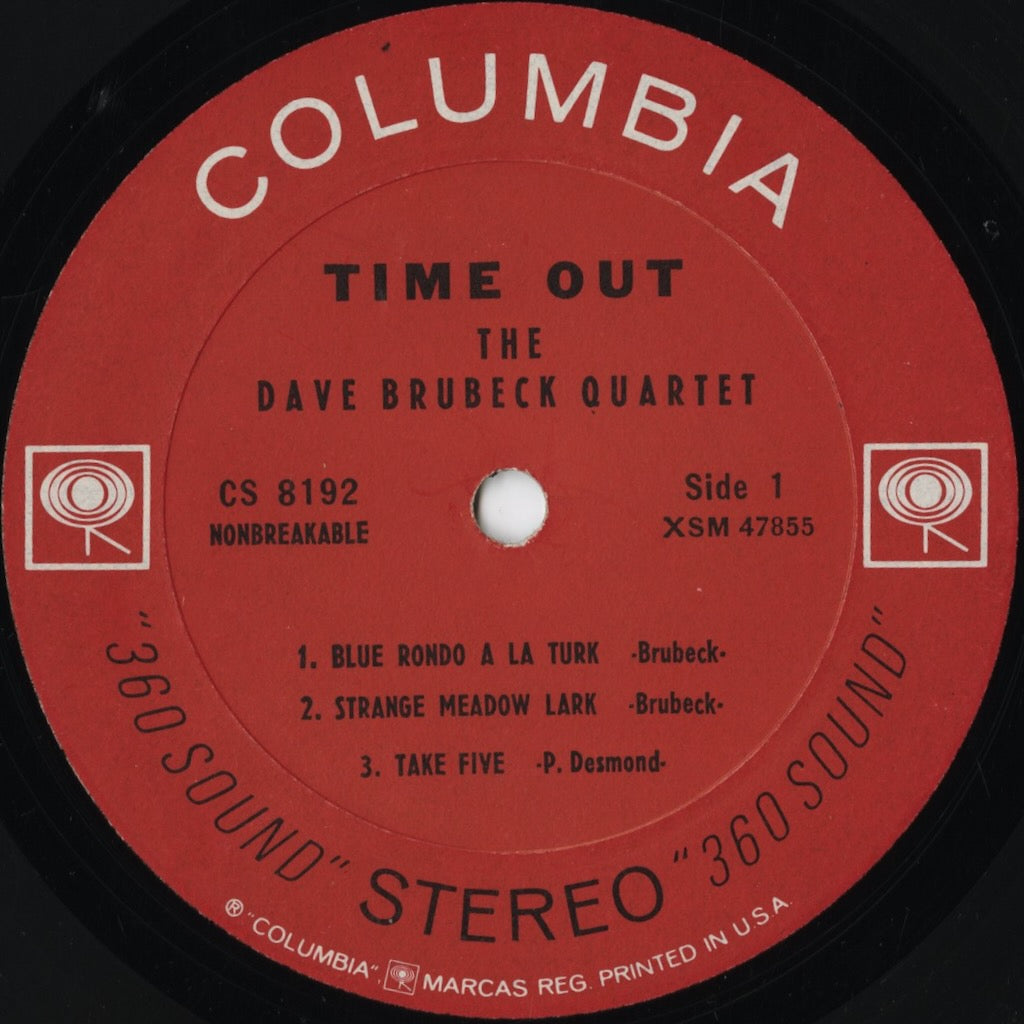 COLUMBIA
TIME OUT
THE
DAVE BRUBECK QUARTET
CS 8192
NONBREAKABLE
Side 1
XSM 47855
1. BLUE RONDO A LA TURK -Brubeck-
2. STRANGE MEADOW LARK -Brubeck-
3. TAKE FIVE -P. Desmond-
"360 SOUND" STEREO "360 SOUND"
® "COLUMBIA", MARCAS REG. PRINTED IN U.S.A.